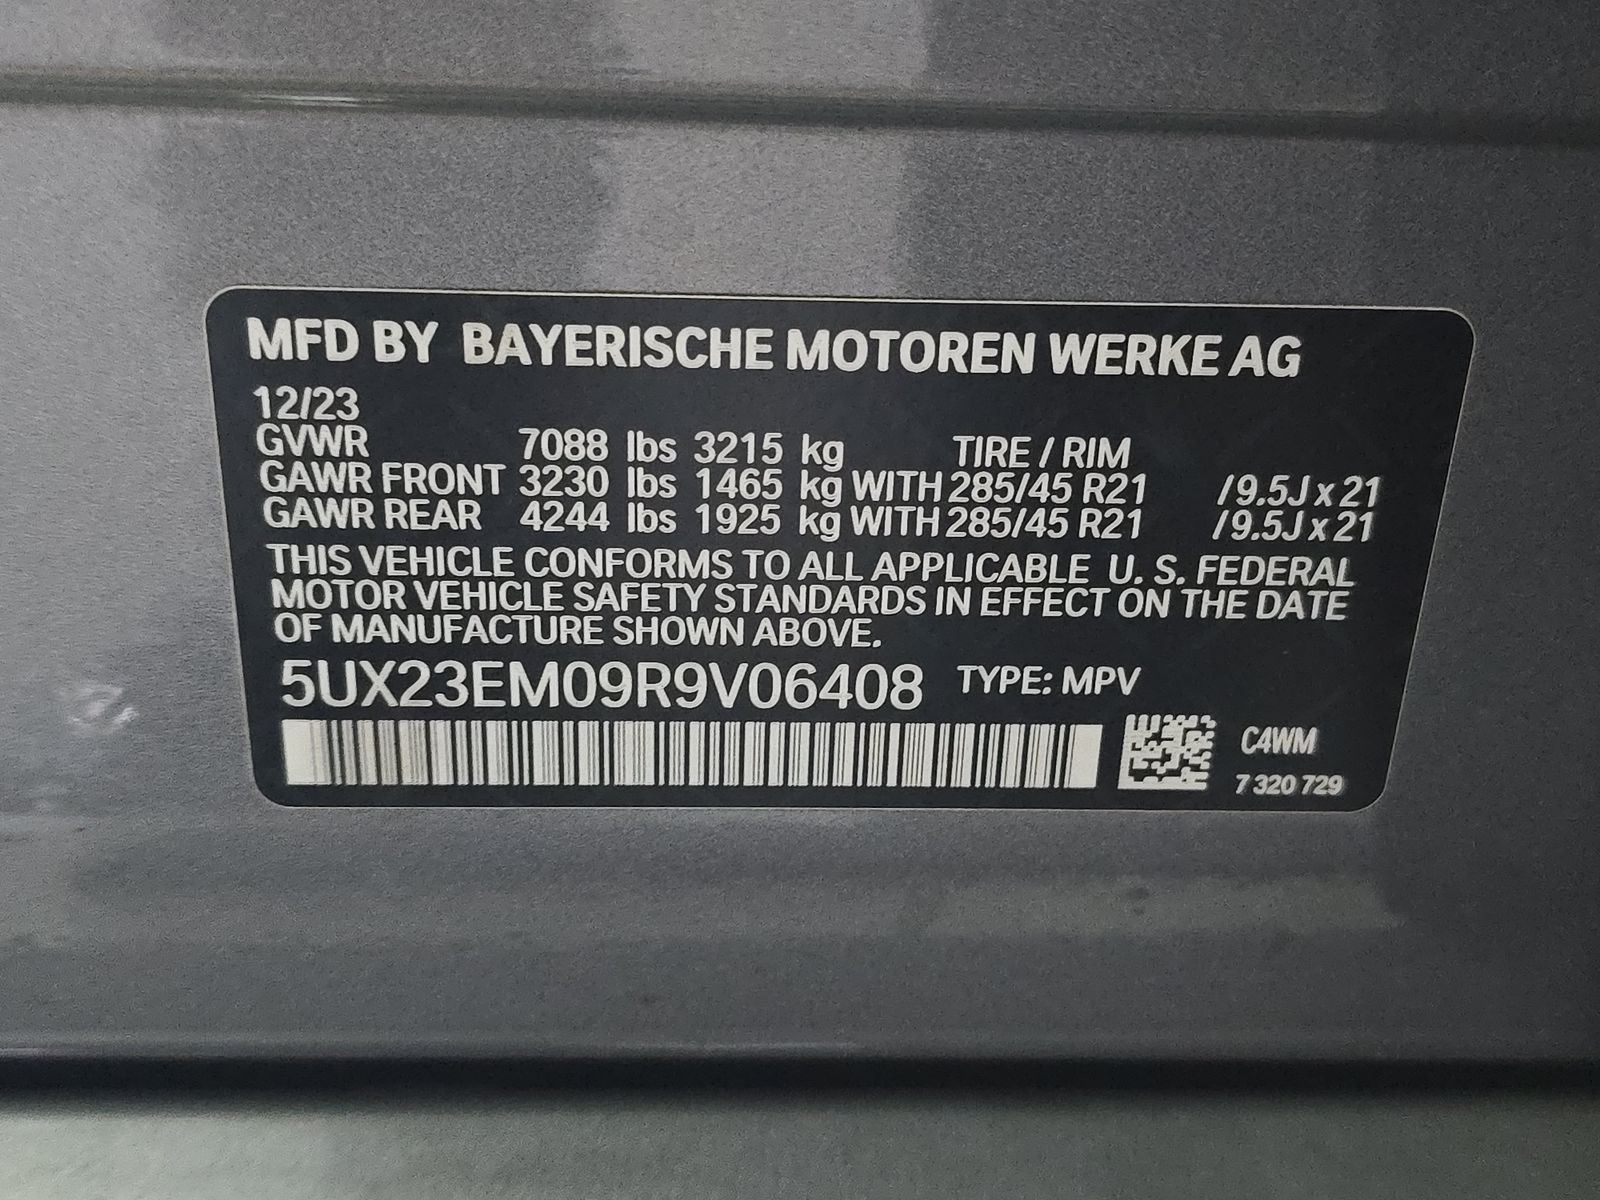 MFD BY BAYERISCHE MOTOREN WERKE AG
12/23
GVWR 7088 lbs 3215 kg TIRE / RIM
GAWR FRONT 3230 lbs 1465 kg WITH 285/45 R21 /9.5J x 21
GAWR REAR 4244 lbs 1925 kg WITH 285/45 R21 /9.5J x 21
THIS VEHICLE CONFORMS TO ALL APPLICABLE U. S. FEDERAL
MOTOR VEHICLE SAFETY STANDARDS IN EFFECT ON THE DATE
OF MANUFACTURE SHOWN ABOVE.
5UX23EM09R9V06408 TYPE: MPV
C4WM
7 320 729